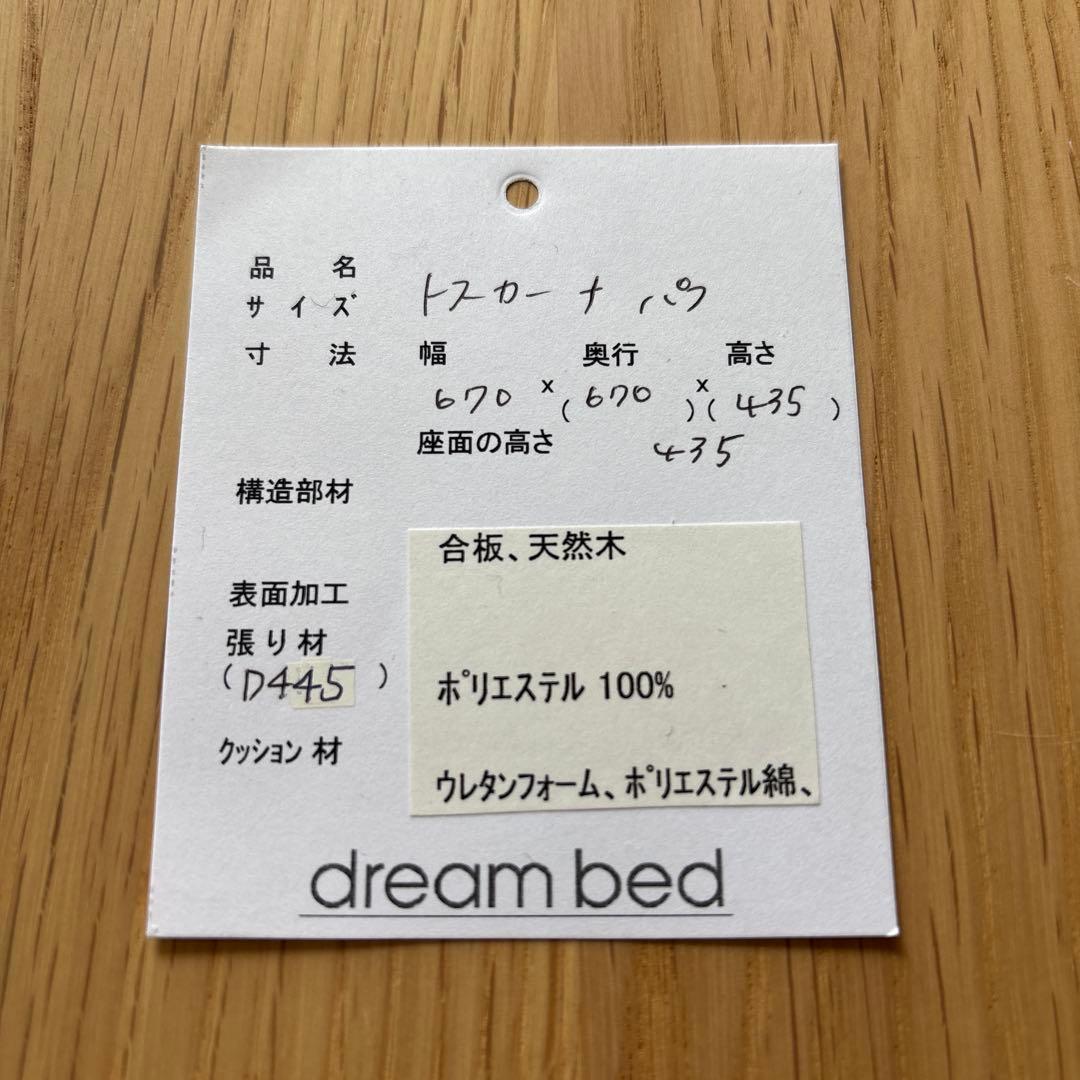 品 名
サイズ トスカーナ パフ
寸 法 幅 奥行 高さ
670 x ( 670 ) x ( 435 )
座面の高さ 435
構造部材
合板、天然木
表面加工
張り材
(D445) ポリエステル 100%
クッション材
ウレタンフォーム、ポリエステル綿、
dream bed